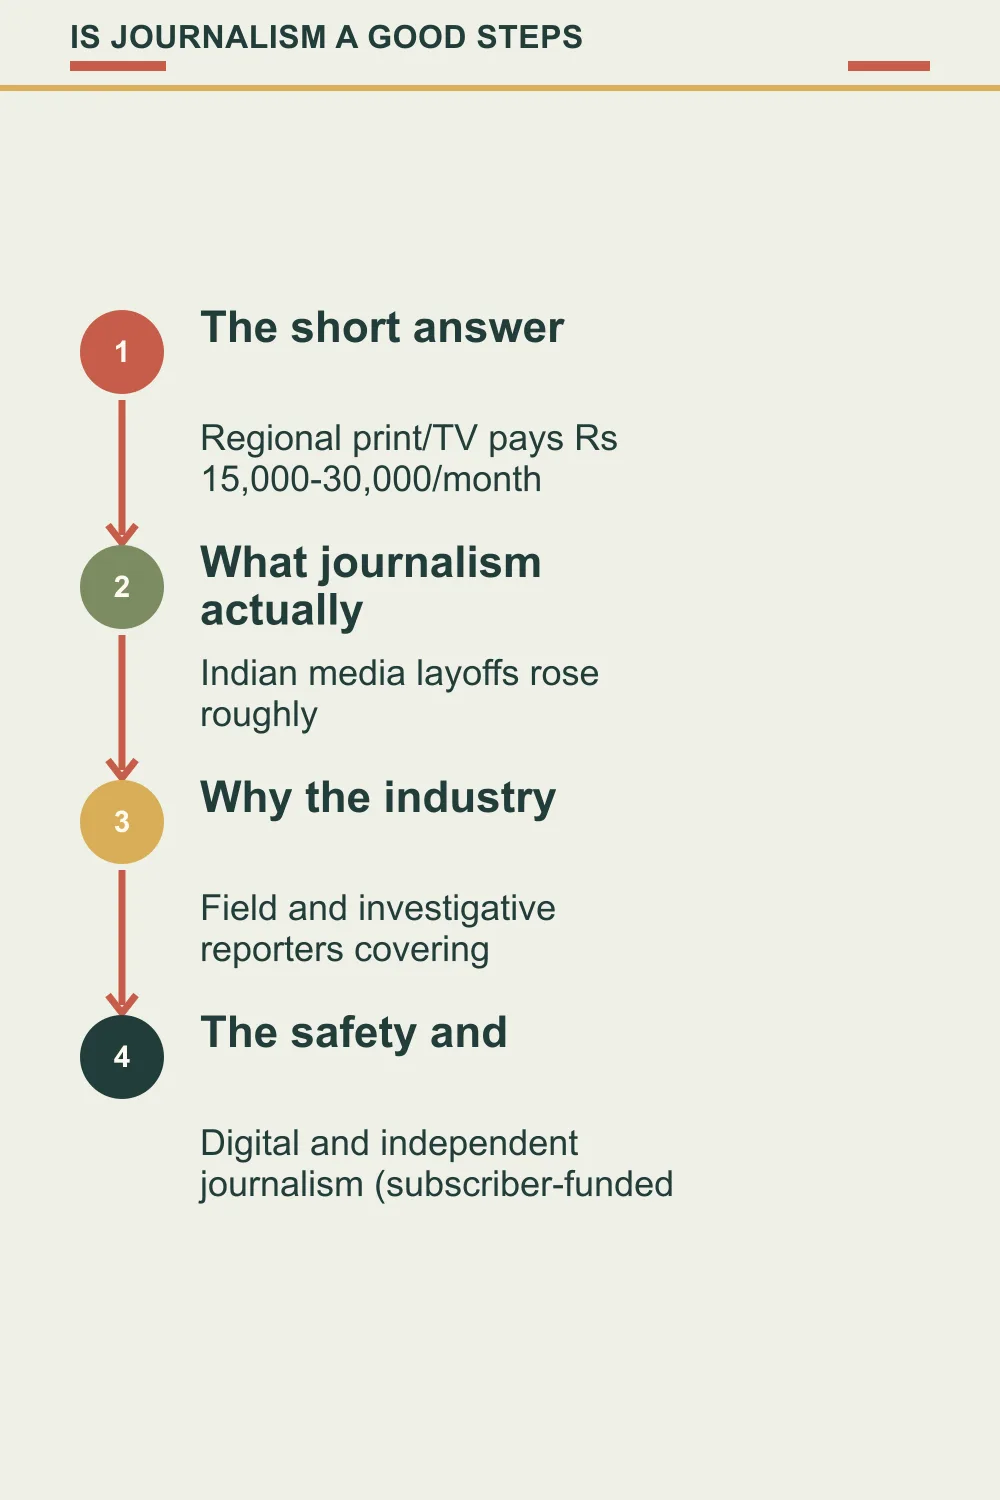 IS JOURNALISM A GOOD STEPS
1
The short answer
Regional print/TV pays Rs
15,000-30,000/month
2
What journalism
actually
Indian media layoffs rose
roughly
3
Why the industry
Field and investigative
reporters covering
4
The safety and
Digital and independent
journalism (subscriber-funded